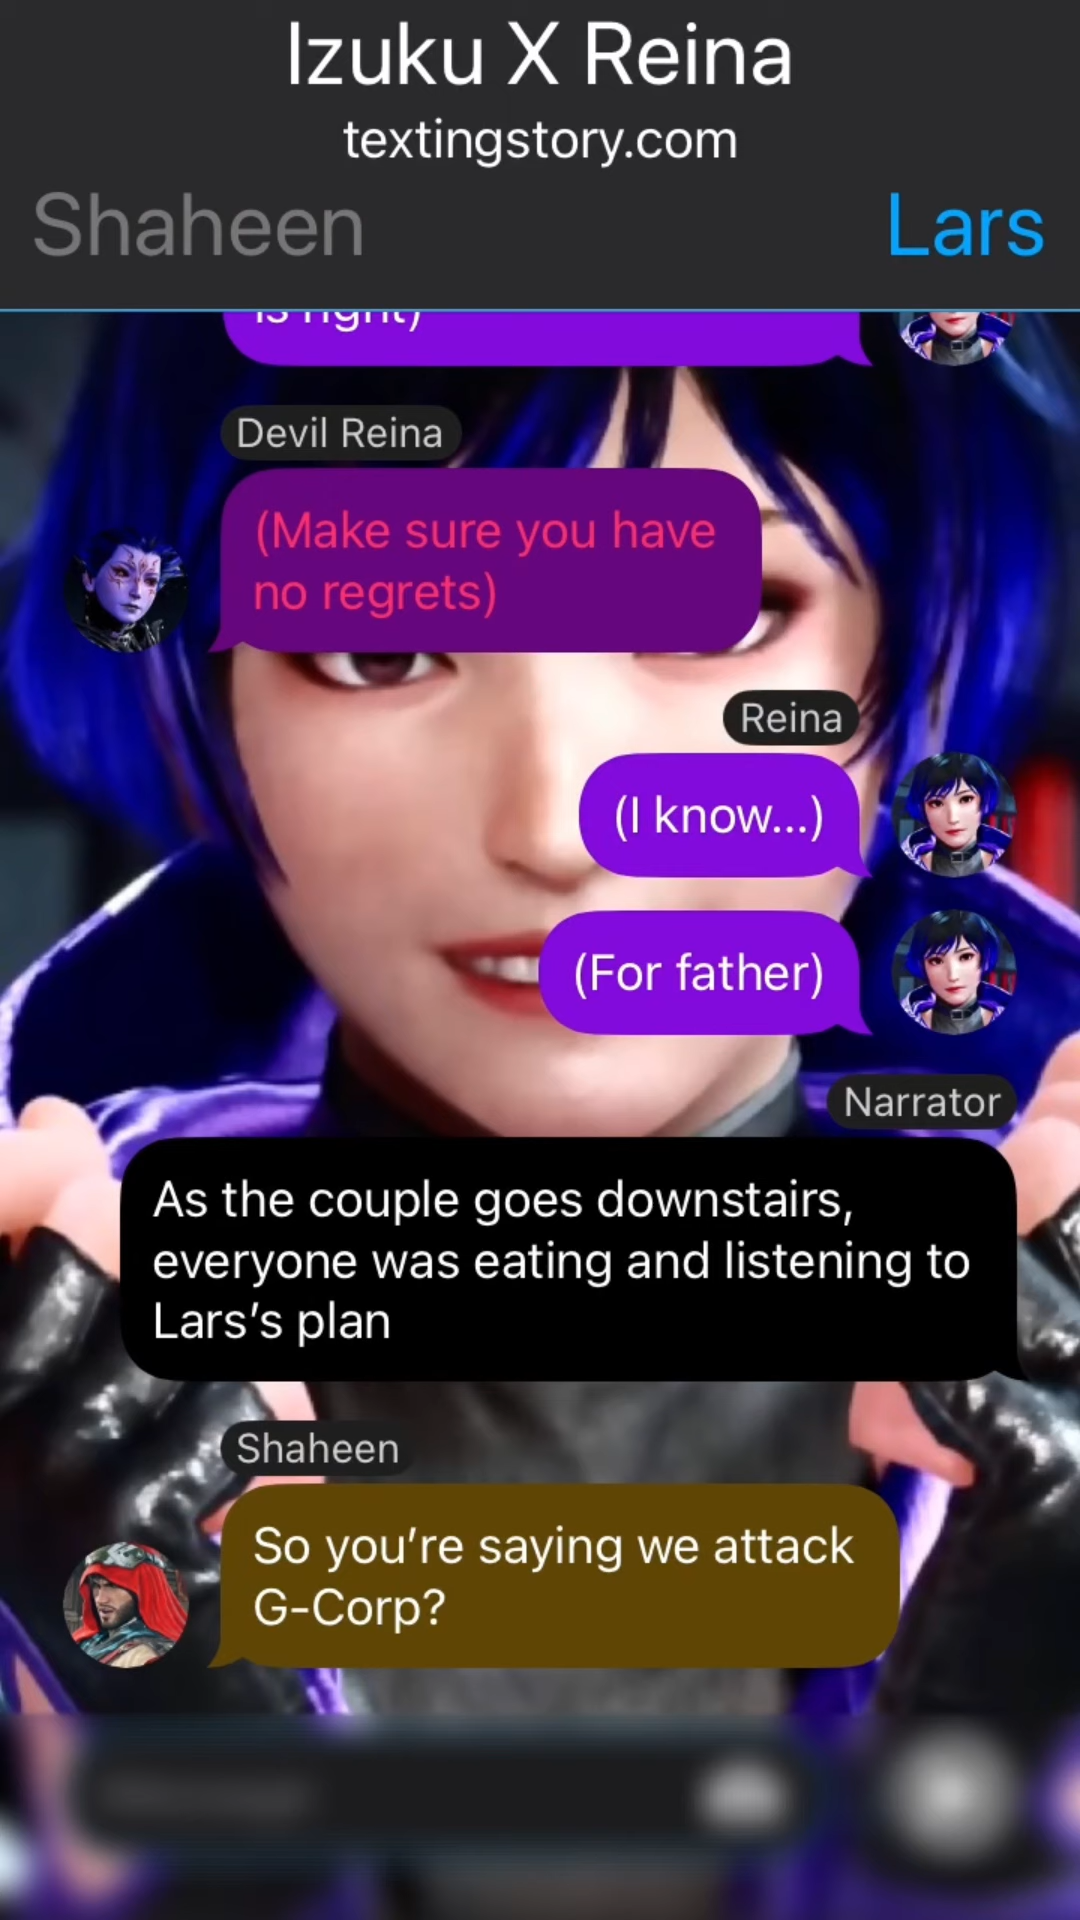 Izuku X Reina
textingstory.com
Shaheen
Lars
is right)
Devil Reina
(Make sure you have
no regrets)
Reina
(I know...)
(For father)
Narrator
As the couple goes downstairs,
everyone was eating and listening to
Lars’s plan
Shaheen
So you’re saying we attack
G-Corp?